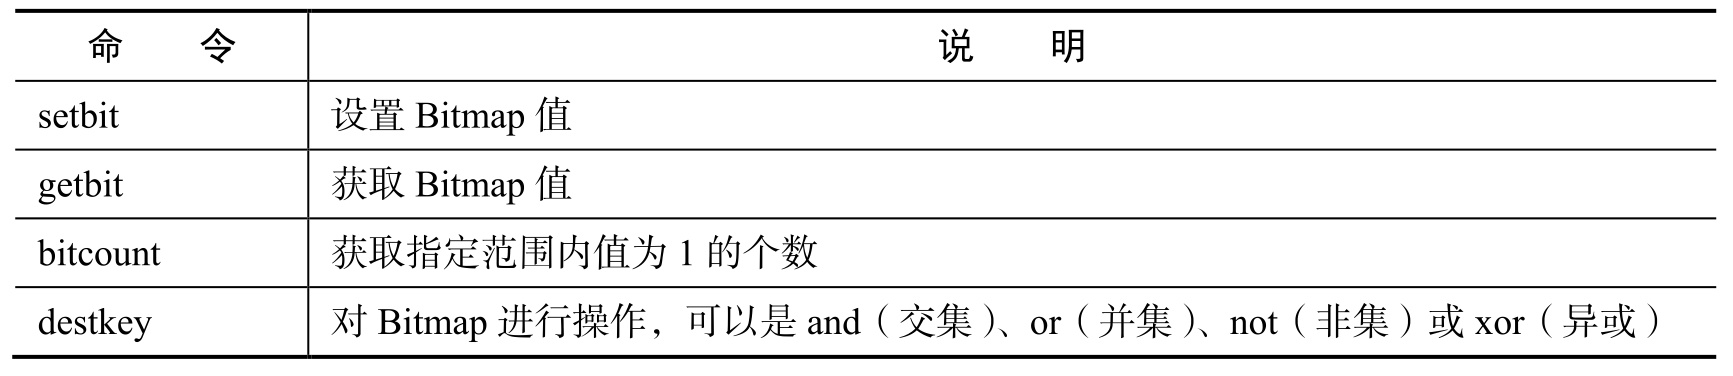 命 令 说 明
setbit 设置 Bitmap 值
getbit 获取 Bitmap 值
bitcount 获取指定范围内值为 1 的个数
destkey 对 Bitmap 进行操作，可以是 and（交集）、or（并集）、not（非集）或 xor（异或）